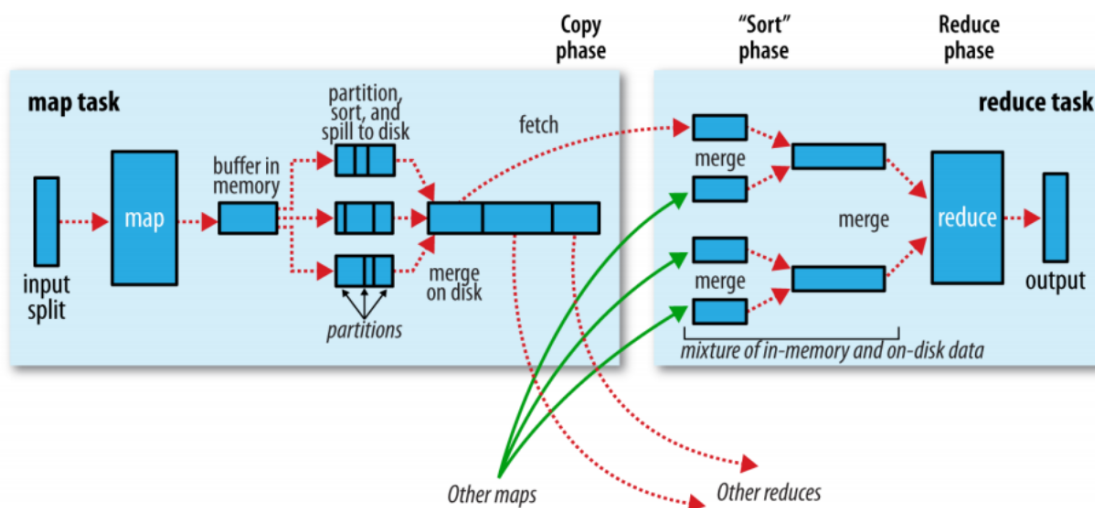 Copy
phase
“Sort”
phase
Reduce
phase
map task
partition,
sort, and
spill to disk
fetch
reduce task
buffer in
memory
merge
map
merge
reduce
input
split
merge
on disk
merge
output
partitions
mixture of in-memory and on-disk data
Other maps
Other reduces